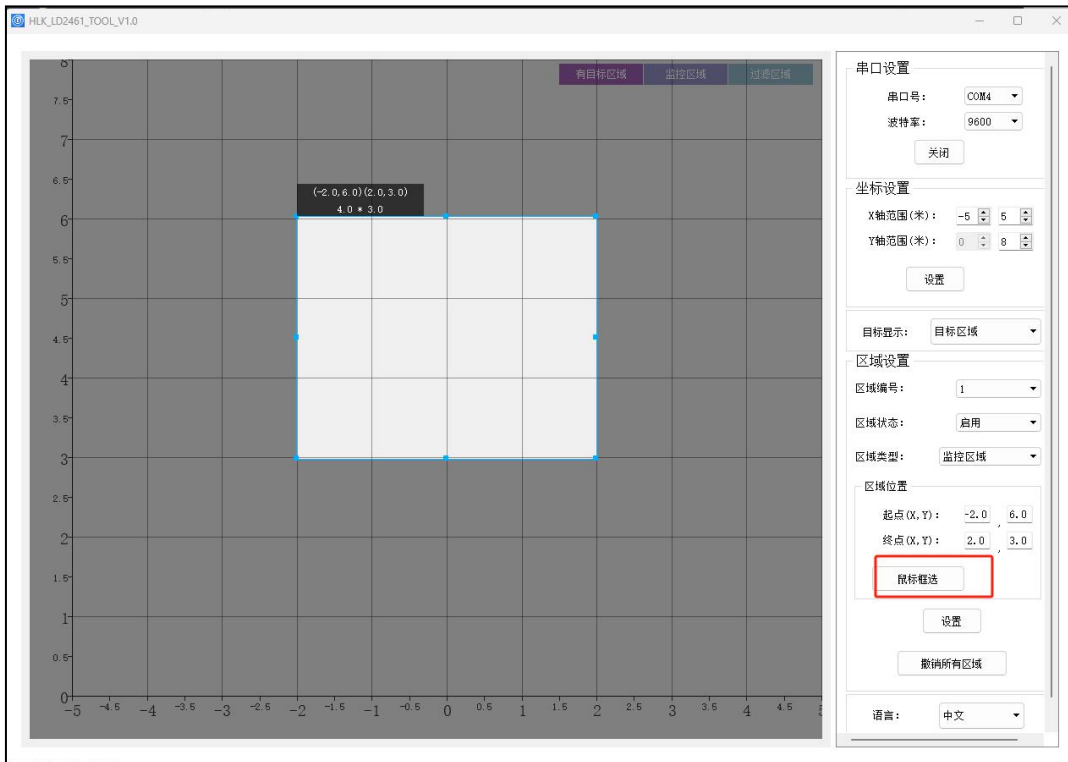 HLK_LD2461_TOOL_V1.0
有目标区域 监控区域 过滤区域
8
7.5
7
6.5
6
5.5
5
4.5
4
3.5
3
2.5
2
1.5
1
0.5
0
(-2.0,6.0)(2.0,3.0)
4.0 * 3.0
-5 -4.5 -4 -3.5 -3 -2.5 -2 -1.5 -1 -0.5 0 0.5 1 1.5 2 2.5 3 3.5 4 4.5 5
串口设置
串口号: COM4
波特率: 9600
关闭
坐标设置
X轴范围(米): -5 5
Y轴范围(米): 0 8
设置
目标显示: 目标区域
区域设置
区域编号: 1
区域状态: 启用
区域类型: 监控区域
区域位置
起点(X,Y): -2.0 , 6.0
终点(X,Y): 2.0 , 3.0
鼠标框选
设置
撤销所有区域
语言: 中文